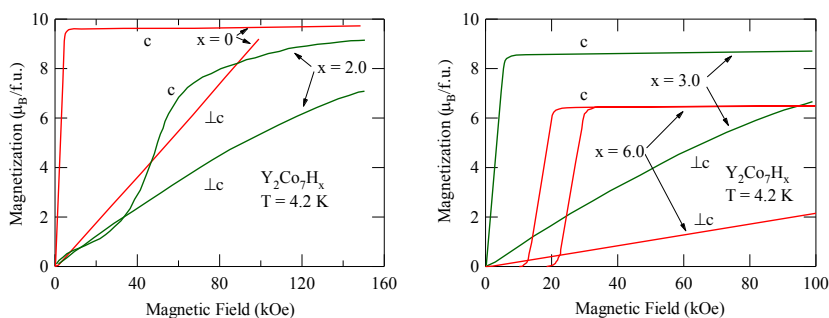 10
8
6
4
2
0
Magnetization (μB/f.u.)
c
x = 0
c
x = 2.0
⊥c
⊥c
Y2Co7Hx
T = 4.2 K
0 40 80 120 160
Magnetic Field (kOe)
10
8
6
4
2
0
Magnetization (μB/f.u.)
c
x = 3.0
c
x = 6.0
⊥c
Y2Co7Hx
T = 4.2 K
⊥c
0 20 40 60 80 100
Magnetic Field (kOe)